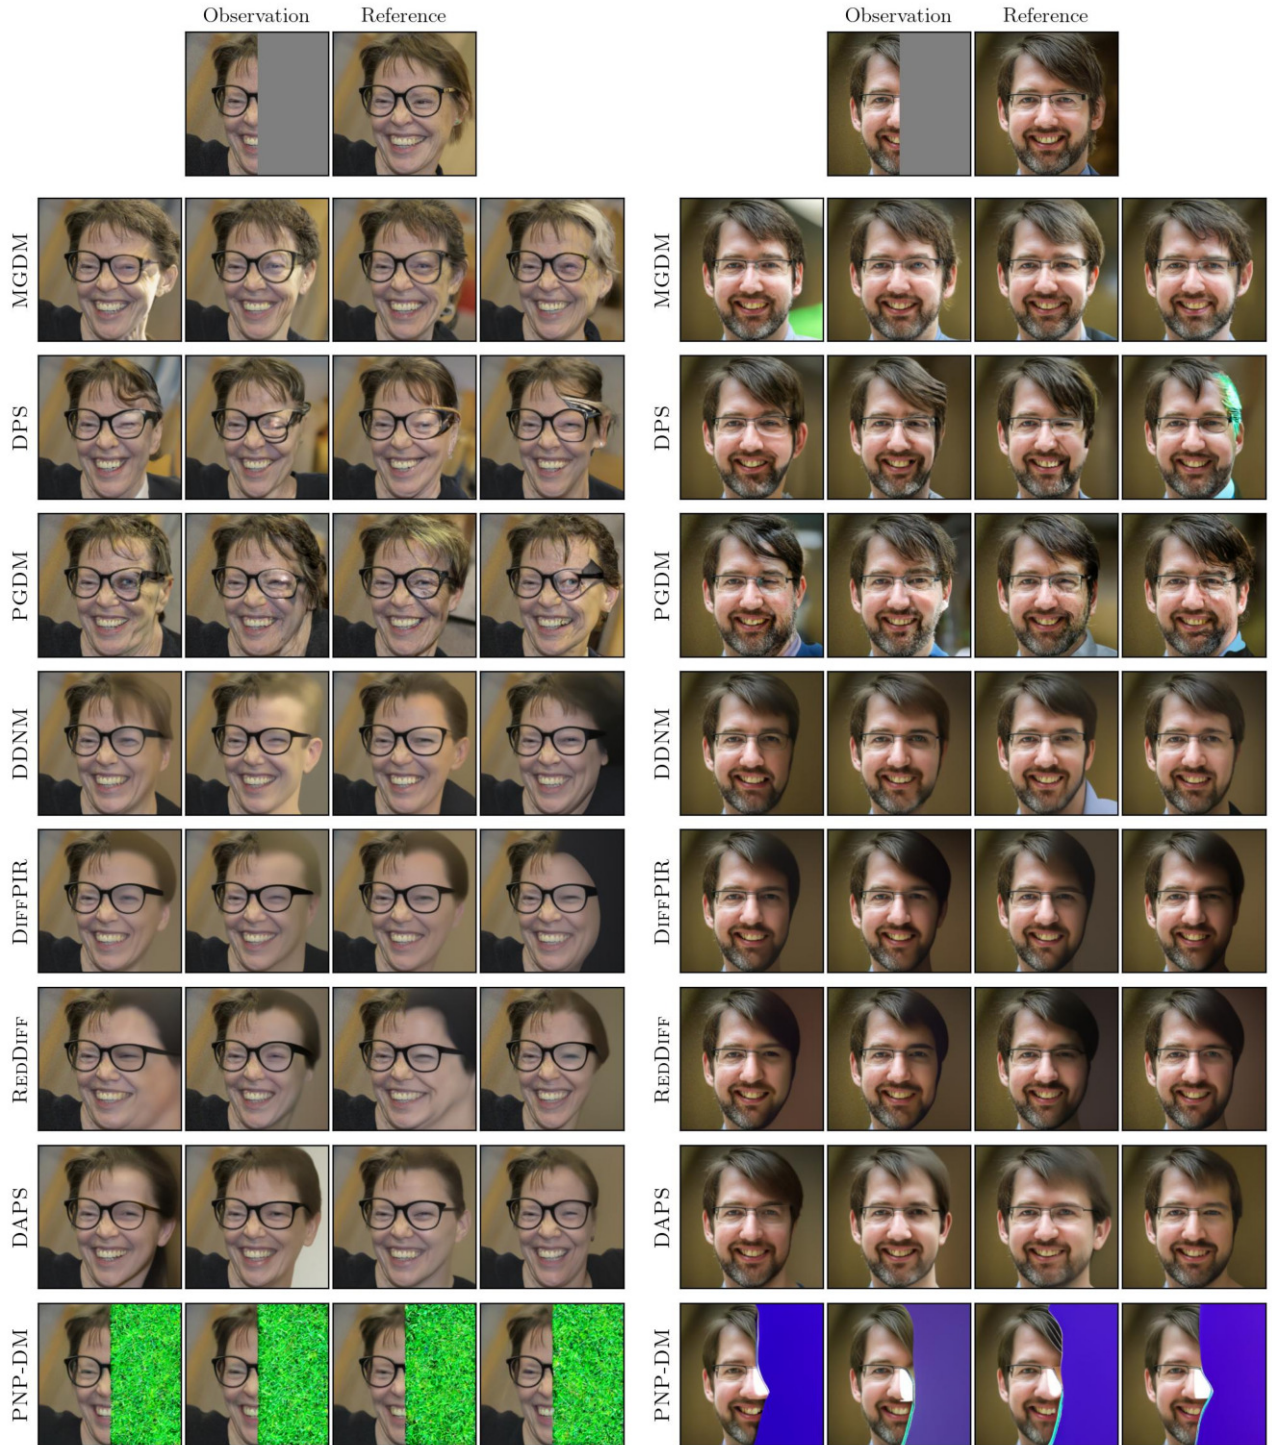 Observation Reference Observation Reference
MGDM MGDM
DPS DPS
PGDM PGDM
DDNM DDNM
DIFFPIR DIFFPIR
REDDIFF REDDIFF
DAPS DAPS
PNP-DM PNP-DM